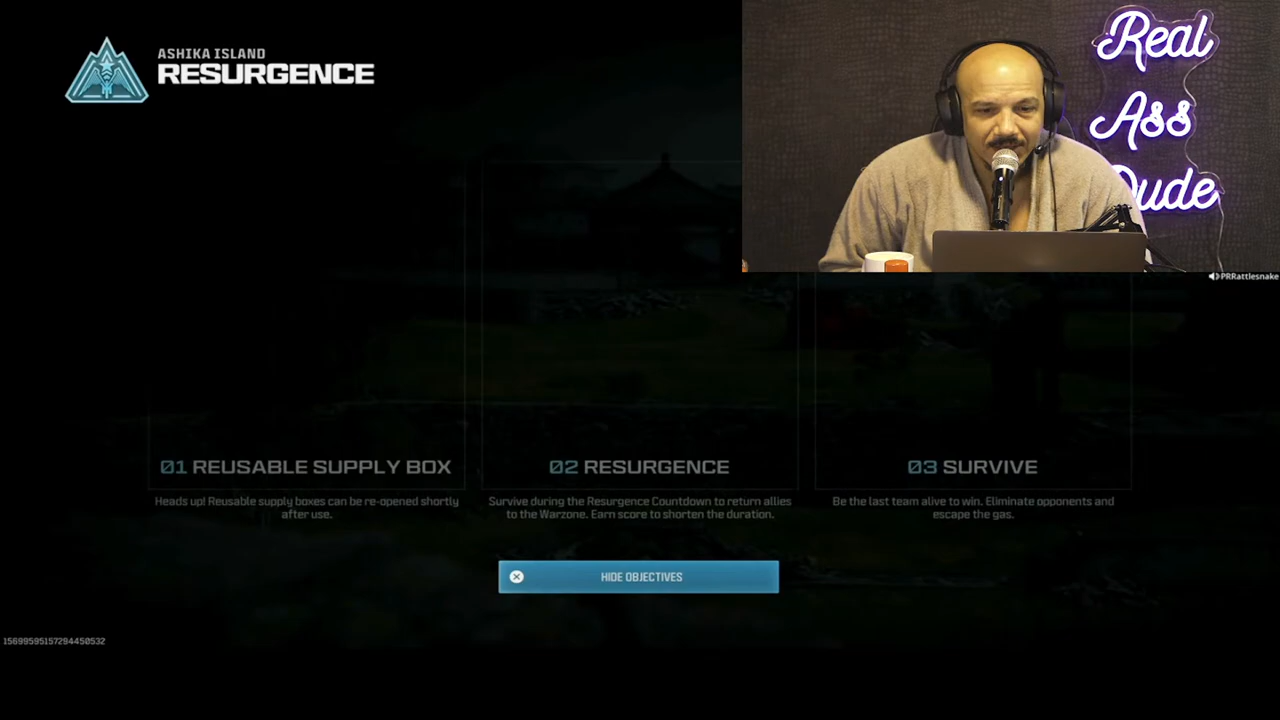 ASHIKA ISLAND
RESURGENCE
Real
Ass
Dude
PRRattlesnake
01 REUSABLE SUPPLY BOX
Heads up! Reusable supply boxes can be re-opened shortly
after use.
02 RESURGENCE
Survive during the Resurgence Countdown to return allies
to the Warzone. Earn score to shorten the duration.
03 SURVIVE
Be the last team alive to win. Eliminate opponents and
escape the gas.
HIDE OBJECTIVES
15699595157294450532